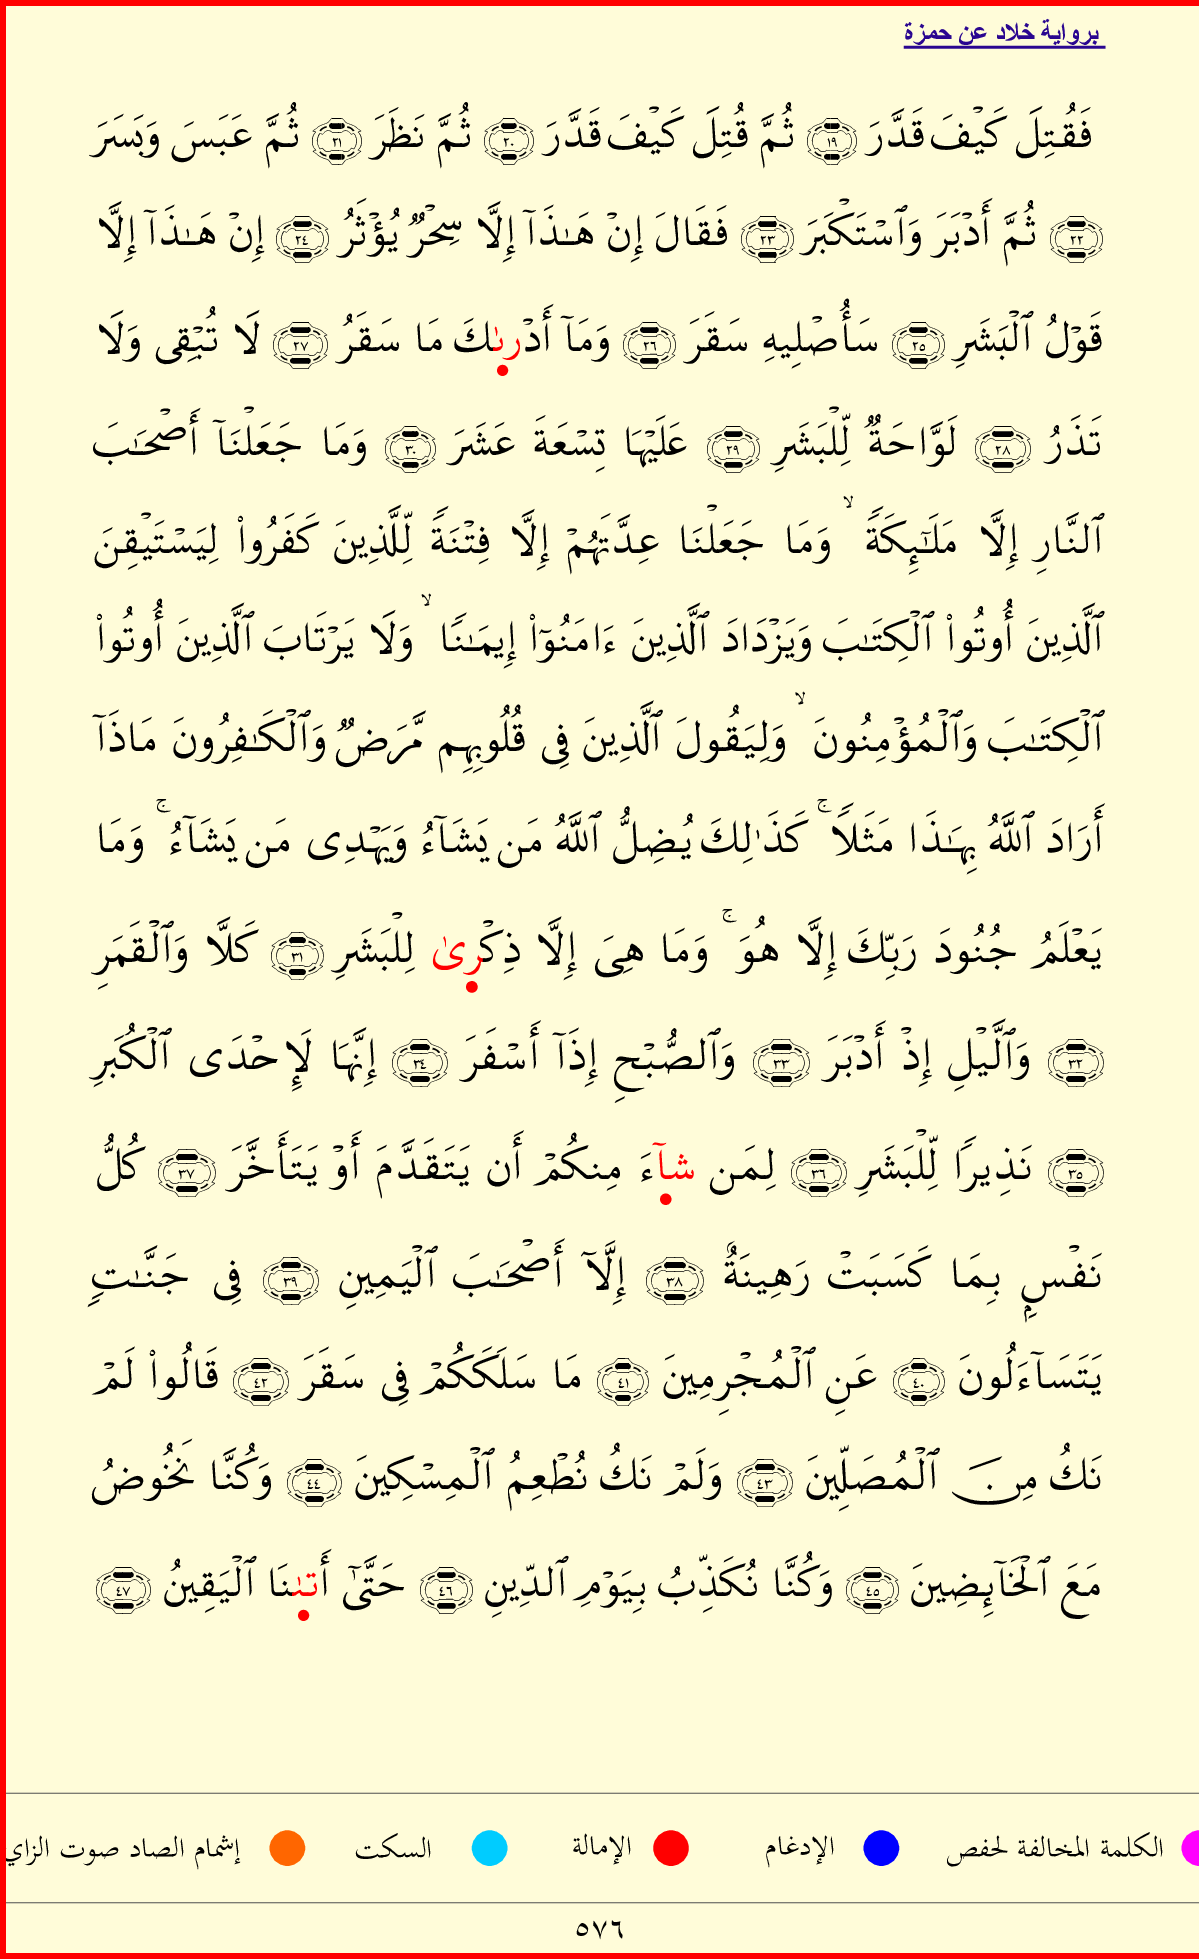 برواية خلاد عن حمزة
فَقُتِلَ كَيۡفَ قَدَّرَ ١٩ ثُمَّ قُتِلَ كَيۡفَ قَدَّرَ ٢٠ ثُمَّ نَظَرَ ٢١ ثُمَّ عَبَسَ وَبَسَرَ
٢٢ ثُمَّ أَدۡبَرَ وَٱسۡتَكۡبَرَ ٢٣ فَقَالَ إِنۡ هَٰذَآ إِلَّا سِحۡرٞ يُؤۡثَرُ ٢٤ إِنۡ هَٰذَآ إِلَّا
قَوۡلُ ٱلۡبَشَرِ ٢٥ سَأُصۡلِيهِ سَقَرَ ٢٦ وَمَآ أَدۡرىٰكَ مَا سَقَرُ ٢٧ لَا تُبۡقِى وَلَا
تَذَرُ ٢٨ لَوَّاحَةٞ لِّلۡبَشَرِ ٢٩ عَلَيۡهَا تِسۡعَةَ عَشَرَ ٣٠ وَمَا جَعَلۡنَآ أَصۡحَٰبَ
ٱلنَّارِ إِلَّا مَلَٰٓئِكَةٗ ۙ وَمَا جَعَلۡنَا عِدَّتَهُمۡ إِلَّا فِتۡنَةٗ لِّلَّذِينَ كَفَرُواْ لِيَسۡتَيۡقِنَ
ٱلَّذِينَ أُوتُواْ ٱلۡكِتَٰبَ وَيَزۡدَادَ ٱلَّذِينَ ءَامَنُوٓاْ إِيمَٰنٗا ۙ وَلَا يَرۡتَابَ ٱلَّذِينَ أُوتُواْ
ٱلۡكِتَٰبَ وَٱلۡمُؤۡمِنُونَ ۙ وَلِيَقُولَ ٱلَّذِينَ فِى قُلُوبِهِم مَّرَضٞ وَٱلۡكَٰفِرُونَ مَاذَآ
أَرَادَ ٱللَّهُ بِهَٰذَا مَثَلٗا ۚ كَذَٰلِكَ يُضِلُّ ٱللَّهُ مَن يَشَآءُ وَيَهۡدِى مَن يَشَآءُ ۚ وَمَا
يَعۡلَمُ جُنُودَ رَبِّكَ إِلَّا هُوَ ۚ وَمَا هِىَ إِلَّا ذِكۡرىٰ لِلۡبَشَرِ ٣١ كَلَّا وَٱلۡقَمَرِ
٣٢ وَٱلَّيۡلِ إِذۡ أَدۡبَرَ ٣٣ وَٱلصُّبۡحِ إِذَآ أَسۡفَرَ ٣٤ إِنَّهَا لَإِحۡدَى ٱلۡكُبَرِ
٣٥ نَذِيرٗا لِّلۡبَشَرِ ٣٦ لِمَن شآءَ مِنكُمۡ أَن يَتَقَدَّمَ أَوۡ يَتَأَخَّرَ ٣٧ كُلُّ
نَفۡسِۭ بِمَا كَسَبَتۡ رَهِينَةٌ ٣٨ إِلَّآ أَصۡحَٰبَ ٱلۡيَمِينِ ٣٩ فِى جَنَّٰتٖ
يَتَسَآءَلُونَ ٤٠ عَنِ ٱلۡمُجۡرِمِينَ ٤١ مَا سَلَكَكُمۡ فِى سَقَرَ ٤٢ قَالُواْ لَمۡ
نَكُ مِنَ ٱلۡمُصَلِّينَ ٤٣ وَلَمۡ نَكُ نُطۡعِمُ ٱلۡمِسۡكِينَ ٤٤ وَكُنَّا نَخُوضُ
مَعَ ٱلۡخَآئِضِينَ ٤٥ وَكُنَّا نُكَذِّبُ بِيَوۡمِ ٱلدِّينِ ٤٦ حَتَّىٰٓ أَتىٰنَا ٱلۡيَقِينُ ٤٧
الكلمة المخالفة لحفص الإدغام الإمالة السكت إشمام الصاد صوت الزاي
٥٧٦